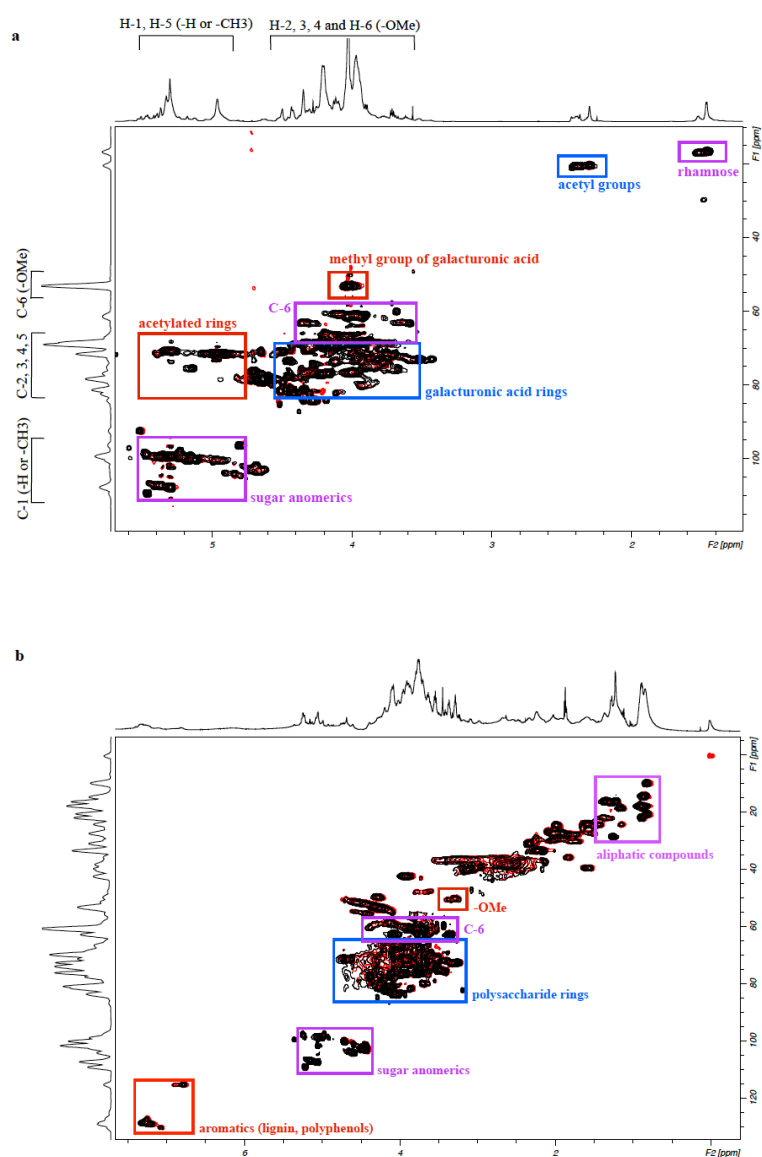 H-1, H-5 (-H or -CH3)
H-2, 3, 4 and H-6 (-OMe)
a
F1 [ppm]
rhamnose
acetyl groups
40
methyl group of galacturonic acid
C-6 (-OMe)
C-6
60
acetylated rings
C-2, 3, 4, 5
80
galacturonic acid rings
C-1 (-H or -CH3)
100
sugar anomerics
5
4
3
2
F2 [ppm]
b
F1 [ppm]
20
aliphatic compounds
40
-OMe
C-6
60
80
polysaccharide rings
100
sugar anomerics
120
aromatics (lignin, polyphenols)
6
4
2
F2 [ppm]